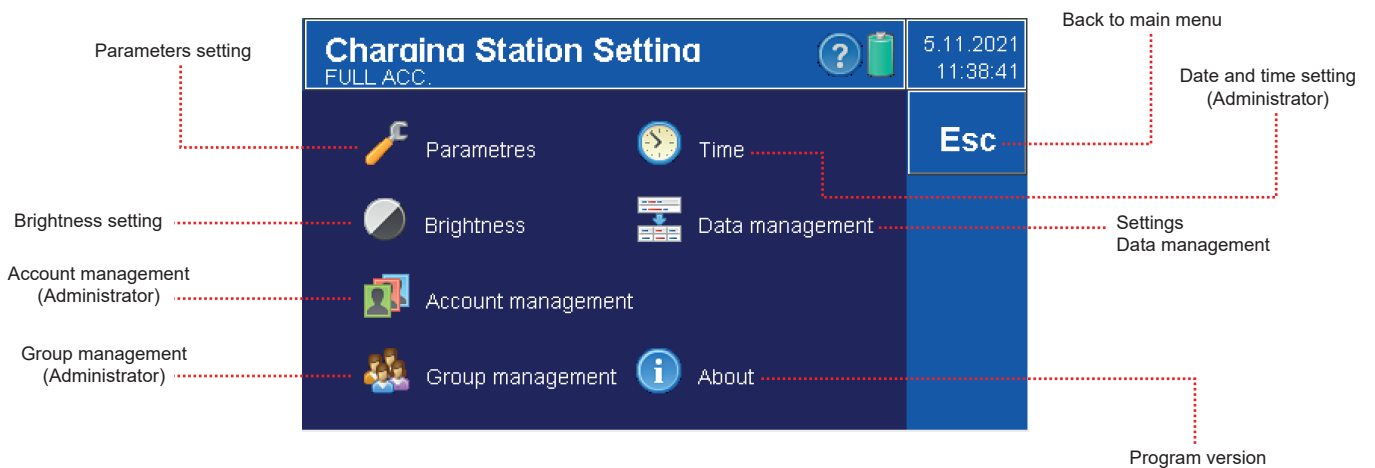 Back to main menu
Parameters setting
Charging Station Setting
FULL ACC.
?
5.11.2021
11:38:41
Date and time setting
(Administrator)
Esc
Parametres
Time
Brightness setting
Brightness
Data management
Settings
Data management
Account management
(Administrator)
Account management
Group management
(Administrator)
Group management
i
About
Program version